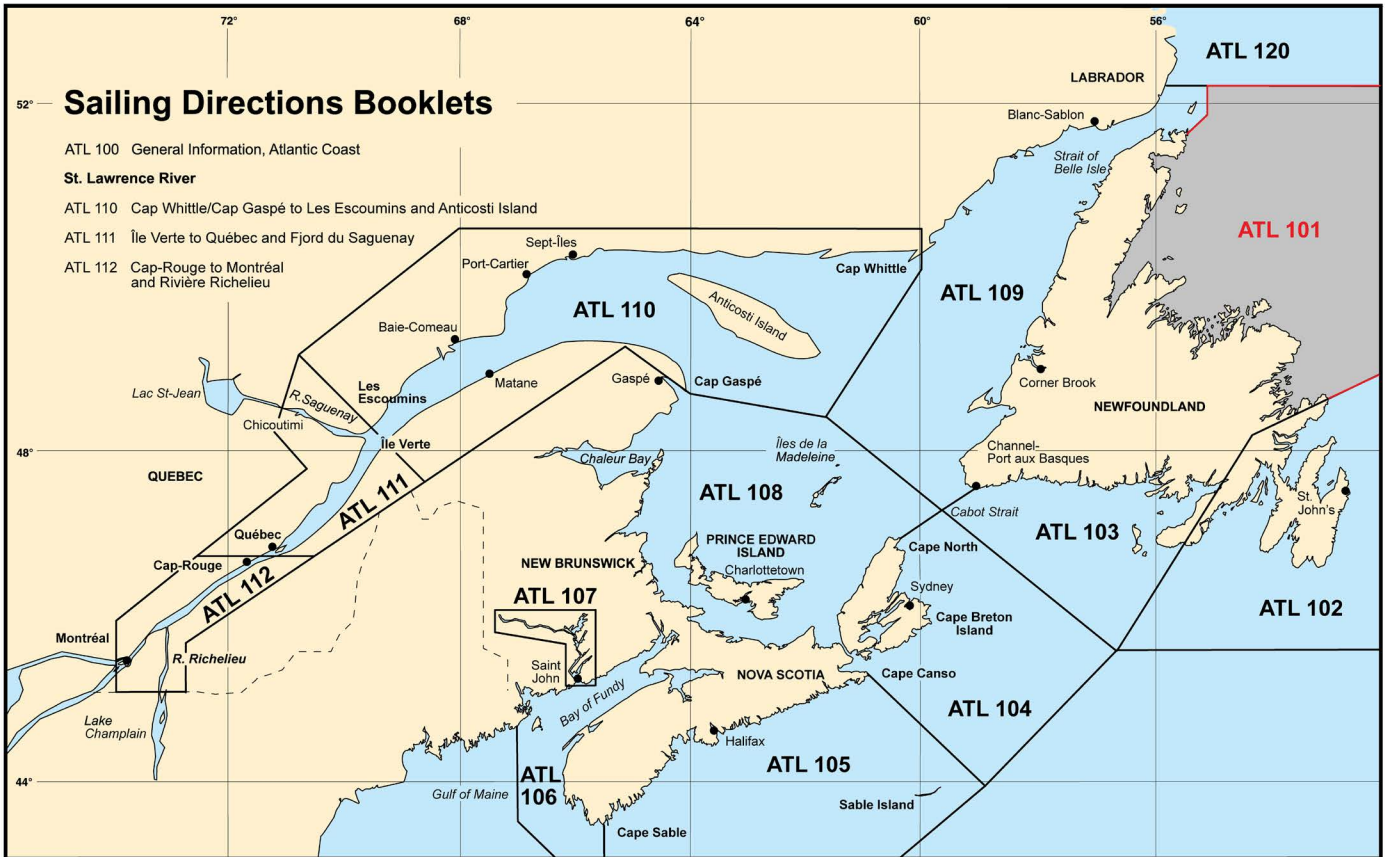 72°
68°
64°
60°
56°
ATL 120
LABRADOR
52°
Sailing Directions Booklets
Blanc-Sablon
ATL 100 General Information, Atlantic Coast
Strait of
Belle Isle
St. Lawrence River
ATL 110 Cap Whittle/Cap Gaspé to Les Escoumins and Anticosti Island
ATL 111 Île Verte to Québec and Fjord du Saguenay
ATL 112 Cap-Rouge to Montréal
and Rivière Richelieu
ATL 101
Sept-Îles
Port-Cartier
Cap Whittle
ATL 109
Anticosti Island
ATL 110
Baie-Comeau
Matane
Gaspé
Cap Gaspé
Corner Brook
Lac St-Jean
R.Saguenay
Les
Escoumins
Chicoutimi
NEWFOUNDLAND
Île Verte
48°
Îles de la
Madeleine
Channel-
Port aux Basques
Chaleur Bay
QUEBEC
ATL 111
ATL 108
St.
John's
Cabot Strait
ATL 103
Québec
PRINCE EDWARD
ISLAND
Cape North
Cap-Rouge
NEW BRUNSWICK
Charlottetown
ATL 112
ATL 107
Sydney
ATL 102
Cape Breton
Island
Montréal
R. Richelieu
Saint
John
NOVA SCOTIA
Cape Canso
Bay of Fundy
ATL 104
Lake
Champlain
Halifax
ATL 105
44°
ATL
106
Gulf of Maine
Sable Island
Cape Sable